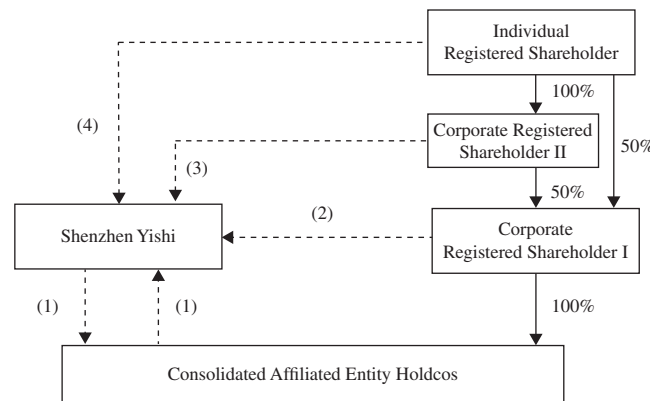 Individual
Registered Shareholder
100%
(4)
Corporate Registered
Shareholder II
50%
(3)
50%
(2)
Shenzhen Yishi
Corporate
Registered Shareholder I
(1)
(1)
100%
Consolidated Affiliated Entity Holdcos